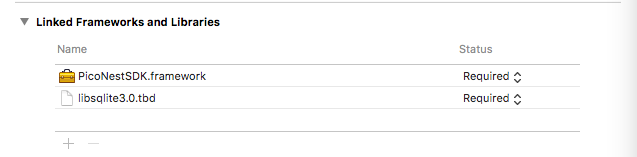 Linked Frameworks and Libraries
Name Status
PicoNestSDK.framework Required
libsqlite3.0.tbd Required